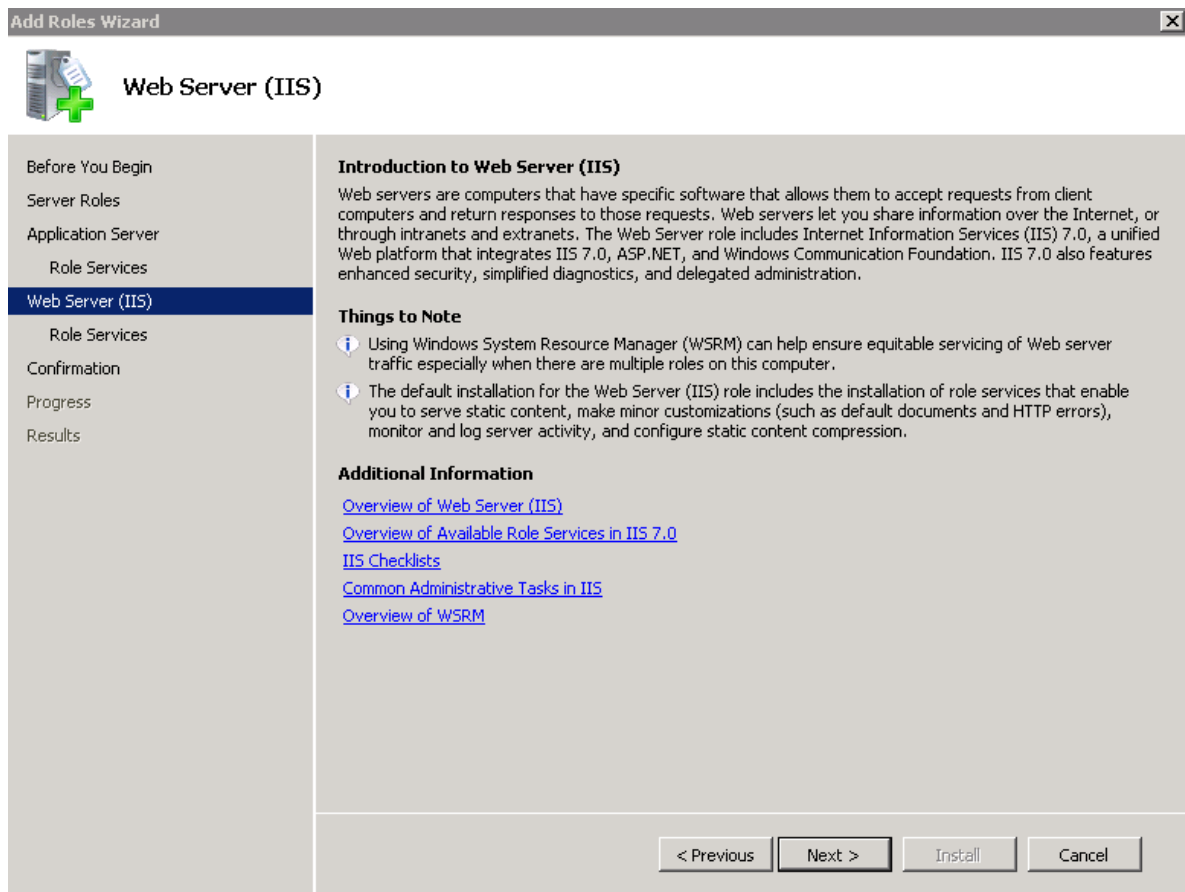 Add Roles Wizard
Web Server (IIS)
Before You Begin
Server Roles
Application Server
Role Services
Web Server (IIS)
Role Services
Confirmation
Progress
Results
Introduction to Web Server (IIS)
Web servers are computers that have specific software that allows them to accept requests from client
computers and return responses to those requests. Web servers let you share information over the Internet, or
through intranets and extranets. The Web Server role includes Internet Information Services (IIS) 7.0, a unified
Web platform that integrates IIS 7.0, ASP.NET, and Windows Communication Foundation. IIS 7.0 also features
enhanced security, simplified diagnostics, and delegated administration.
Things to Note
Using Windows System Resource Manager (WSRM) can help ensure equitable servicing of Web server
traffic especially when there are multiple roles on this computer.
The default installation for the Web Server (IIS) role includes the installation of role services that enable
you to serve static content, make minor customizations (such as default documents and HTTP errors),
monitor and log server activity, and configure static content compression.
Additional Information
Overview of Web Server (IIS)
Overview of Available Role Services in IIS 7.0
IIS Checklists
Common Administrative Tasks in IIS
Overview of WSRM
< Previous
Next >
Install
Cancel